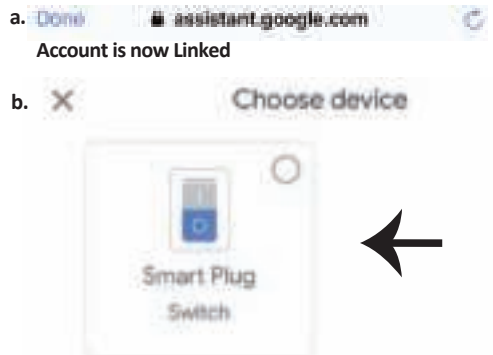 a. Done assistant.google.com
Account is now Linked
b. Choose device
Smart Plug
Switch